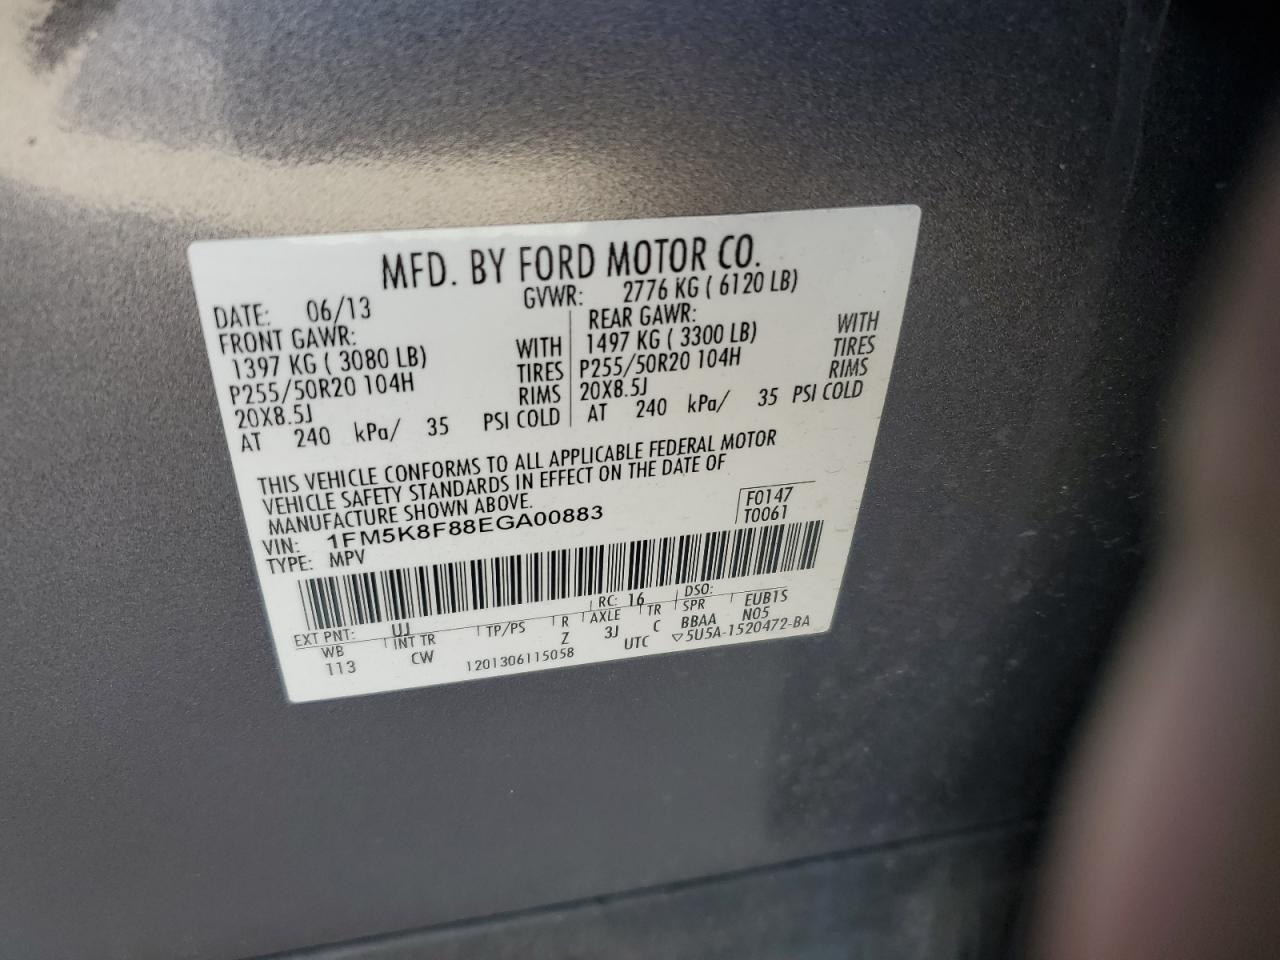 MFD. BY FORD MOTOR CO.
DATE: 06/13 GVWR: 2776 KG ( 6120 LB)
FRONT GAWR: REAR GAWR:
1397 KG ( 3080 LB) WITH 1497 KG ( 3300 LB) WITH
P255/50R20 104H TIRES P255/50R20 104H TIRES
20X8.5J RIMS 20X8.5J RIMS
AT 240 kPa/ 35 PSI COLD AT 240 kPa/ 35 PSI COLD
THIS VEHICLE CONFORMS TO ALL APPLICABLE FEDERAL MOTOR
VEHICLE SAFETY STANDARDS IN EFFECT ON THE DATE OF
MANUFACTURE SHOWN ABOVE.
VIN: 1FM5K8F88EGA00883 F0147
TYPE: MPV T0061
EXT PNT: UJ RC: 16 DSO:
WB INT TR TP/PS R AXLE TR SPR EUB1S
113 CW Z 3J C BBAA N05
1201306115058 UTC ▽5U5A-1520472-BA